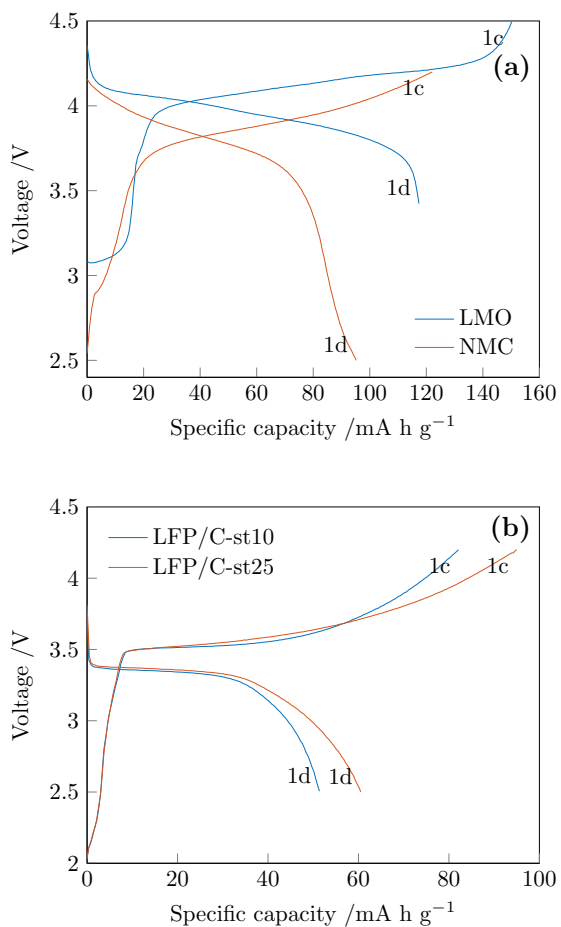 4.5
1c
(a)
1c
4
Voltage /V
3.5
1d
3
LMO
1d
NMC
2.5
0
20
40
60
80
100
120
140
160
Specific capacity /mA h g⁻¹
4.5
(b)
LFP/C-st10
LFP/C-st25
1c
1c
4
Voltage /V
3.5
3
1d
1d
2.5
2
0
20
40
60
80
100
Specific capacity /mA h g⁻¹